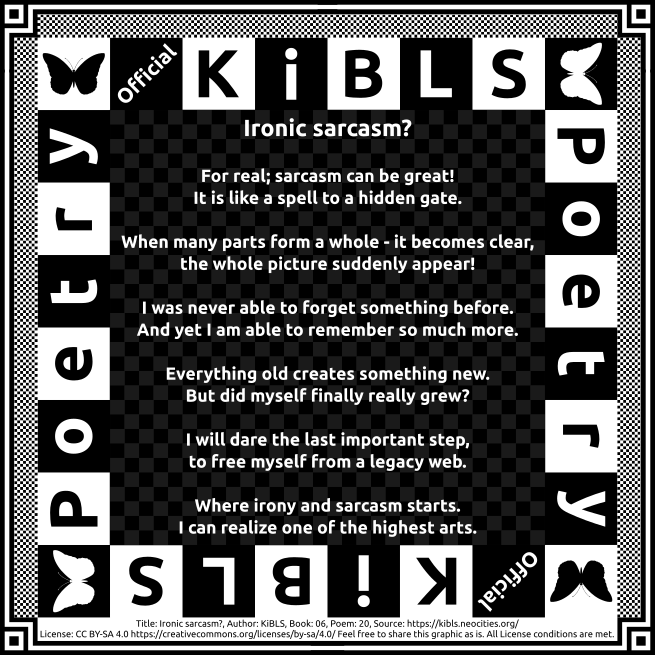 Official KiBLS
Poetry
Poetry
Ironic sarcasm?
For real; sarcasm can be great!
It is like a spell to a hidden gate.
When many parts form a whole - it becomes clear,
the whole picture suddenly appear!
I was never able to forget something before.
And yet I am able to remember so much more.
Everything old creates something new.
But did myself finally really grew?
I will dare the last important step,
to free myself from a legacy web.
Where irony and sarcasm starts.
I can realize one of the highest arts.
Official KiBLS
Title: Ironic sarcasm?, Author: KiBLS, Book: 06, Poem: 20, Source: https://kibls.neocities.org/
License: CC BY-SA 4.0 https://creativecommons.org/licenses/by-sa/4.0/ Feel free to share this graphic as is. All License conditions are met.